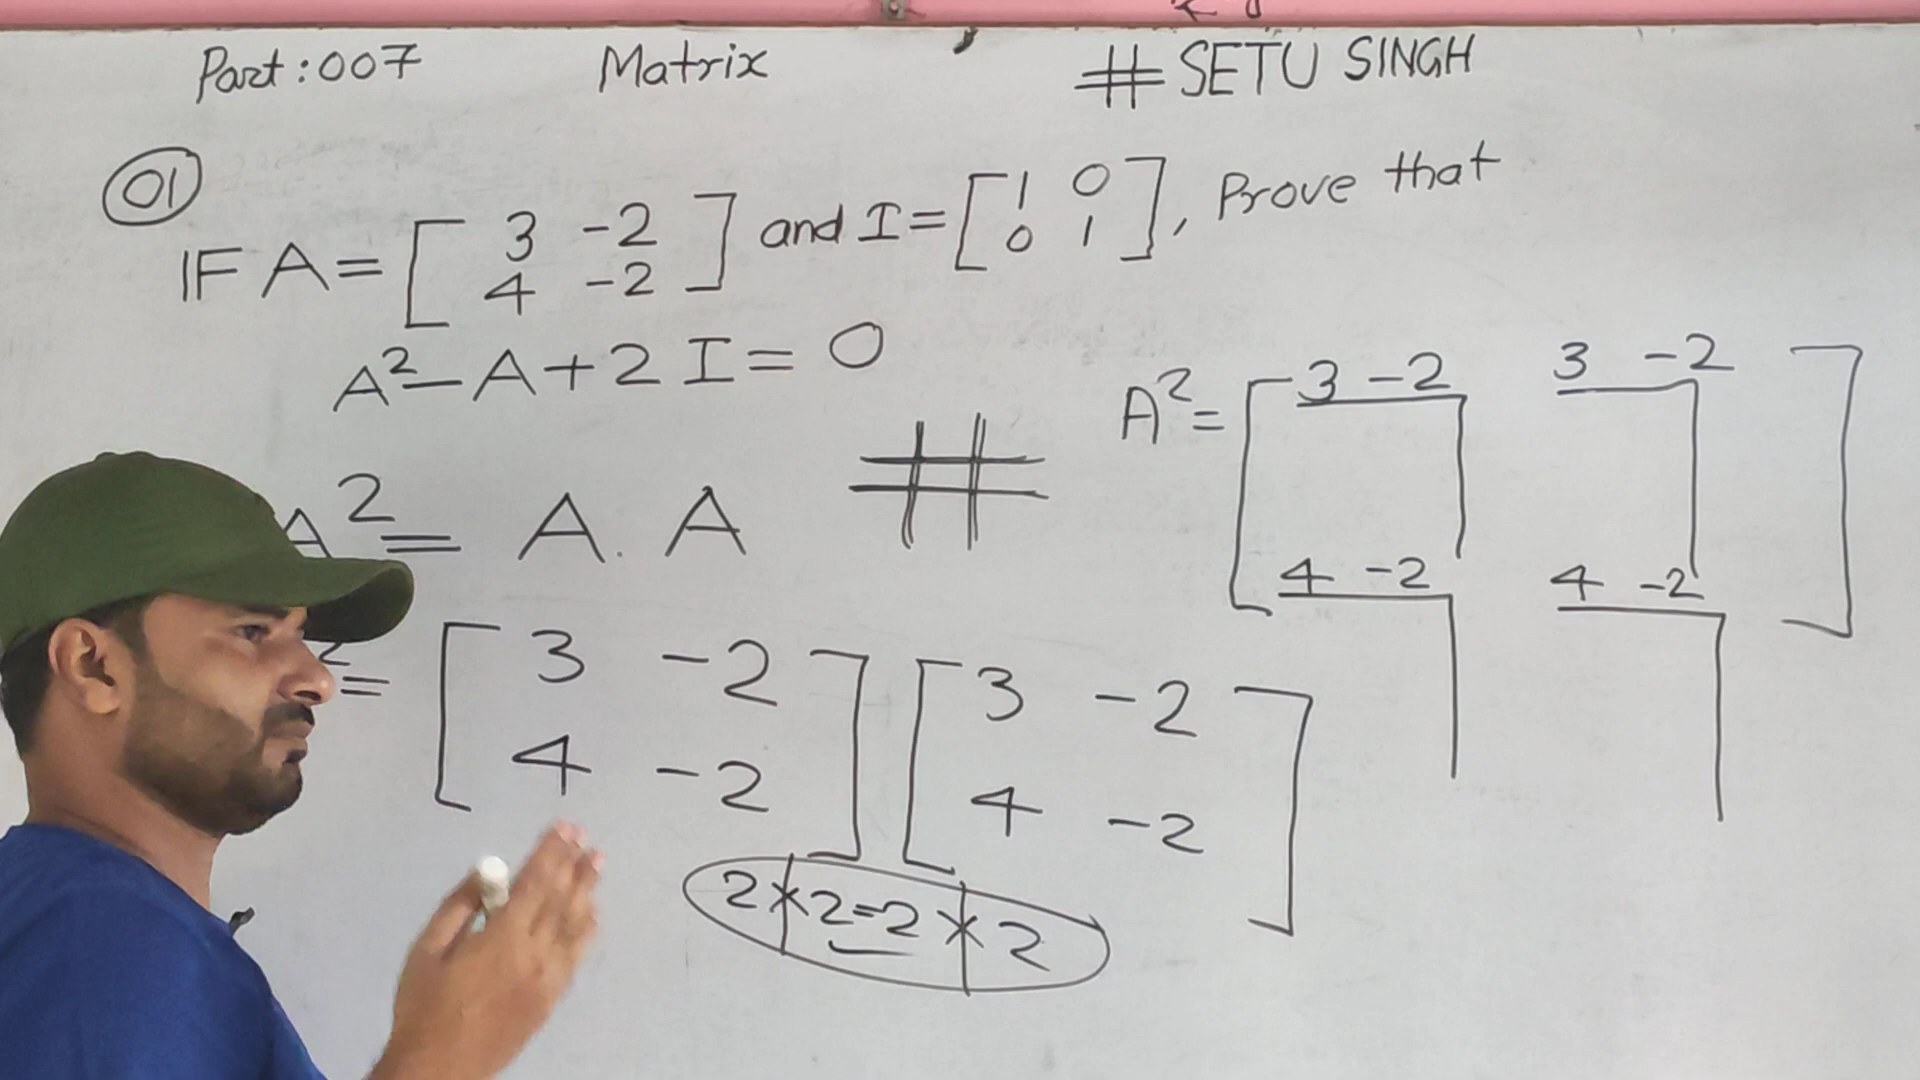 Part:007 Matrix # SETU SINGH
01
IF A = [ 3 -2 ] and I = [ 1 0 ], Prove that
4 -2 0 1
A²- A + 2 I = 0
A² = A. A #
² = [ 3 -2 ] [ 3 -2 ]
4 -2 4 -2
2×2=2×2
A² = [ 3 -2 3 -2 ]
4 -2 4 -2